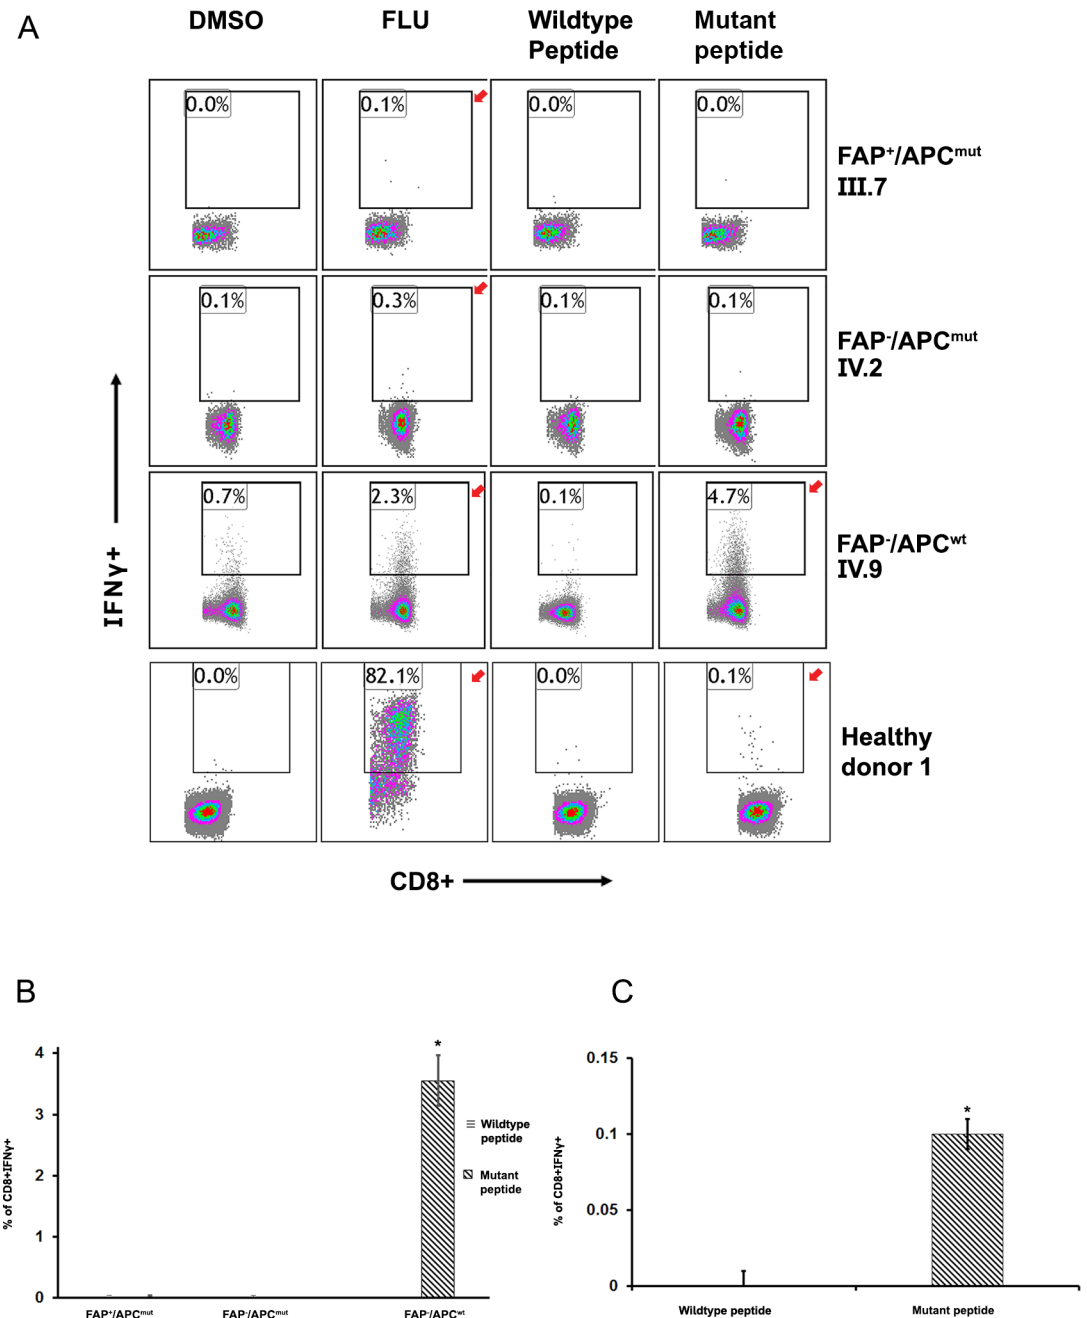 A
DMSO
FLU
Wildtype
Peptide
Mutant
peptide
0.0%
0.1%
0.0%
0.0%
FAP⁺/APCᵐᵘᵗ
III.7
0.1%
0.3%
0.1%
0.1%
FAP⁻/APCᵐᵘᵗ
IV.2
0.7%
2.3%
0.1%
4.7%
FAP⁻/APCʷᵗ
IV.9
0.0%
82.1%
0.0%
0.1%
Healthy
donor 1
IFNγ+
CD8+
B
% of CD8+IFNγ+
4
3
2
1
0
*
Wildtype
peptide
Mutant
peptide
FAP⁺/APCᵐᵘᵗ
FAP⁻/APCᵐᵘᵗ
FAP⁻/APCʷᵗ
C
% of CD8+IFNγ+
0.15
0.1
0.05
0
*
Wildtype peptide
Mutant peptide